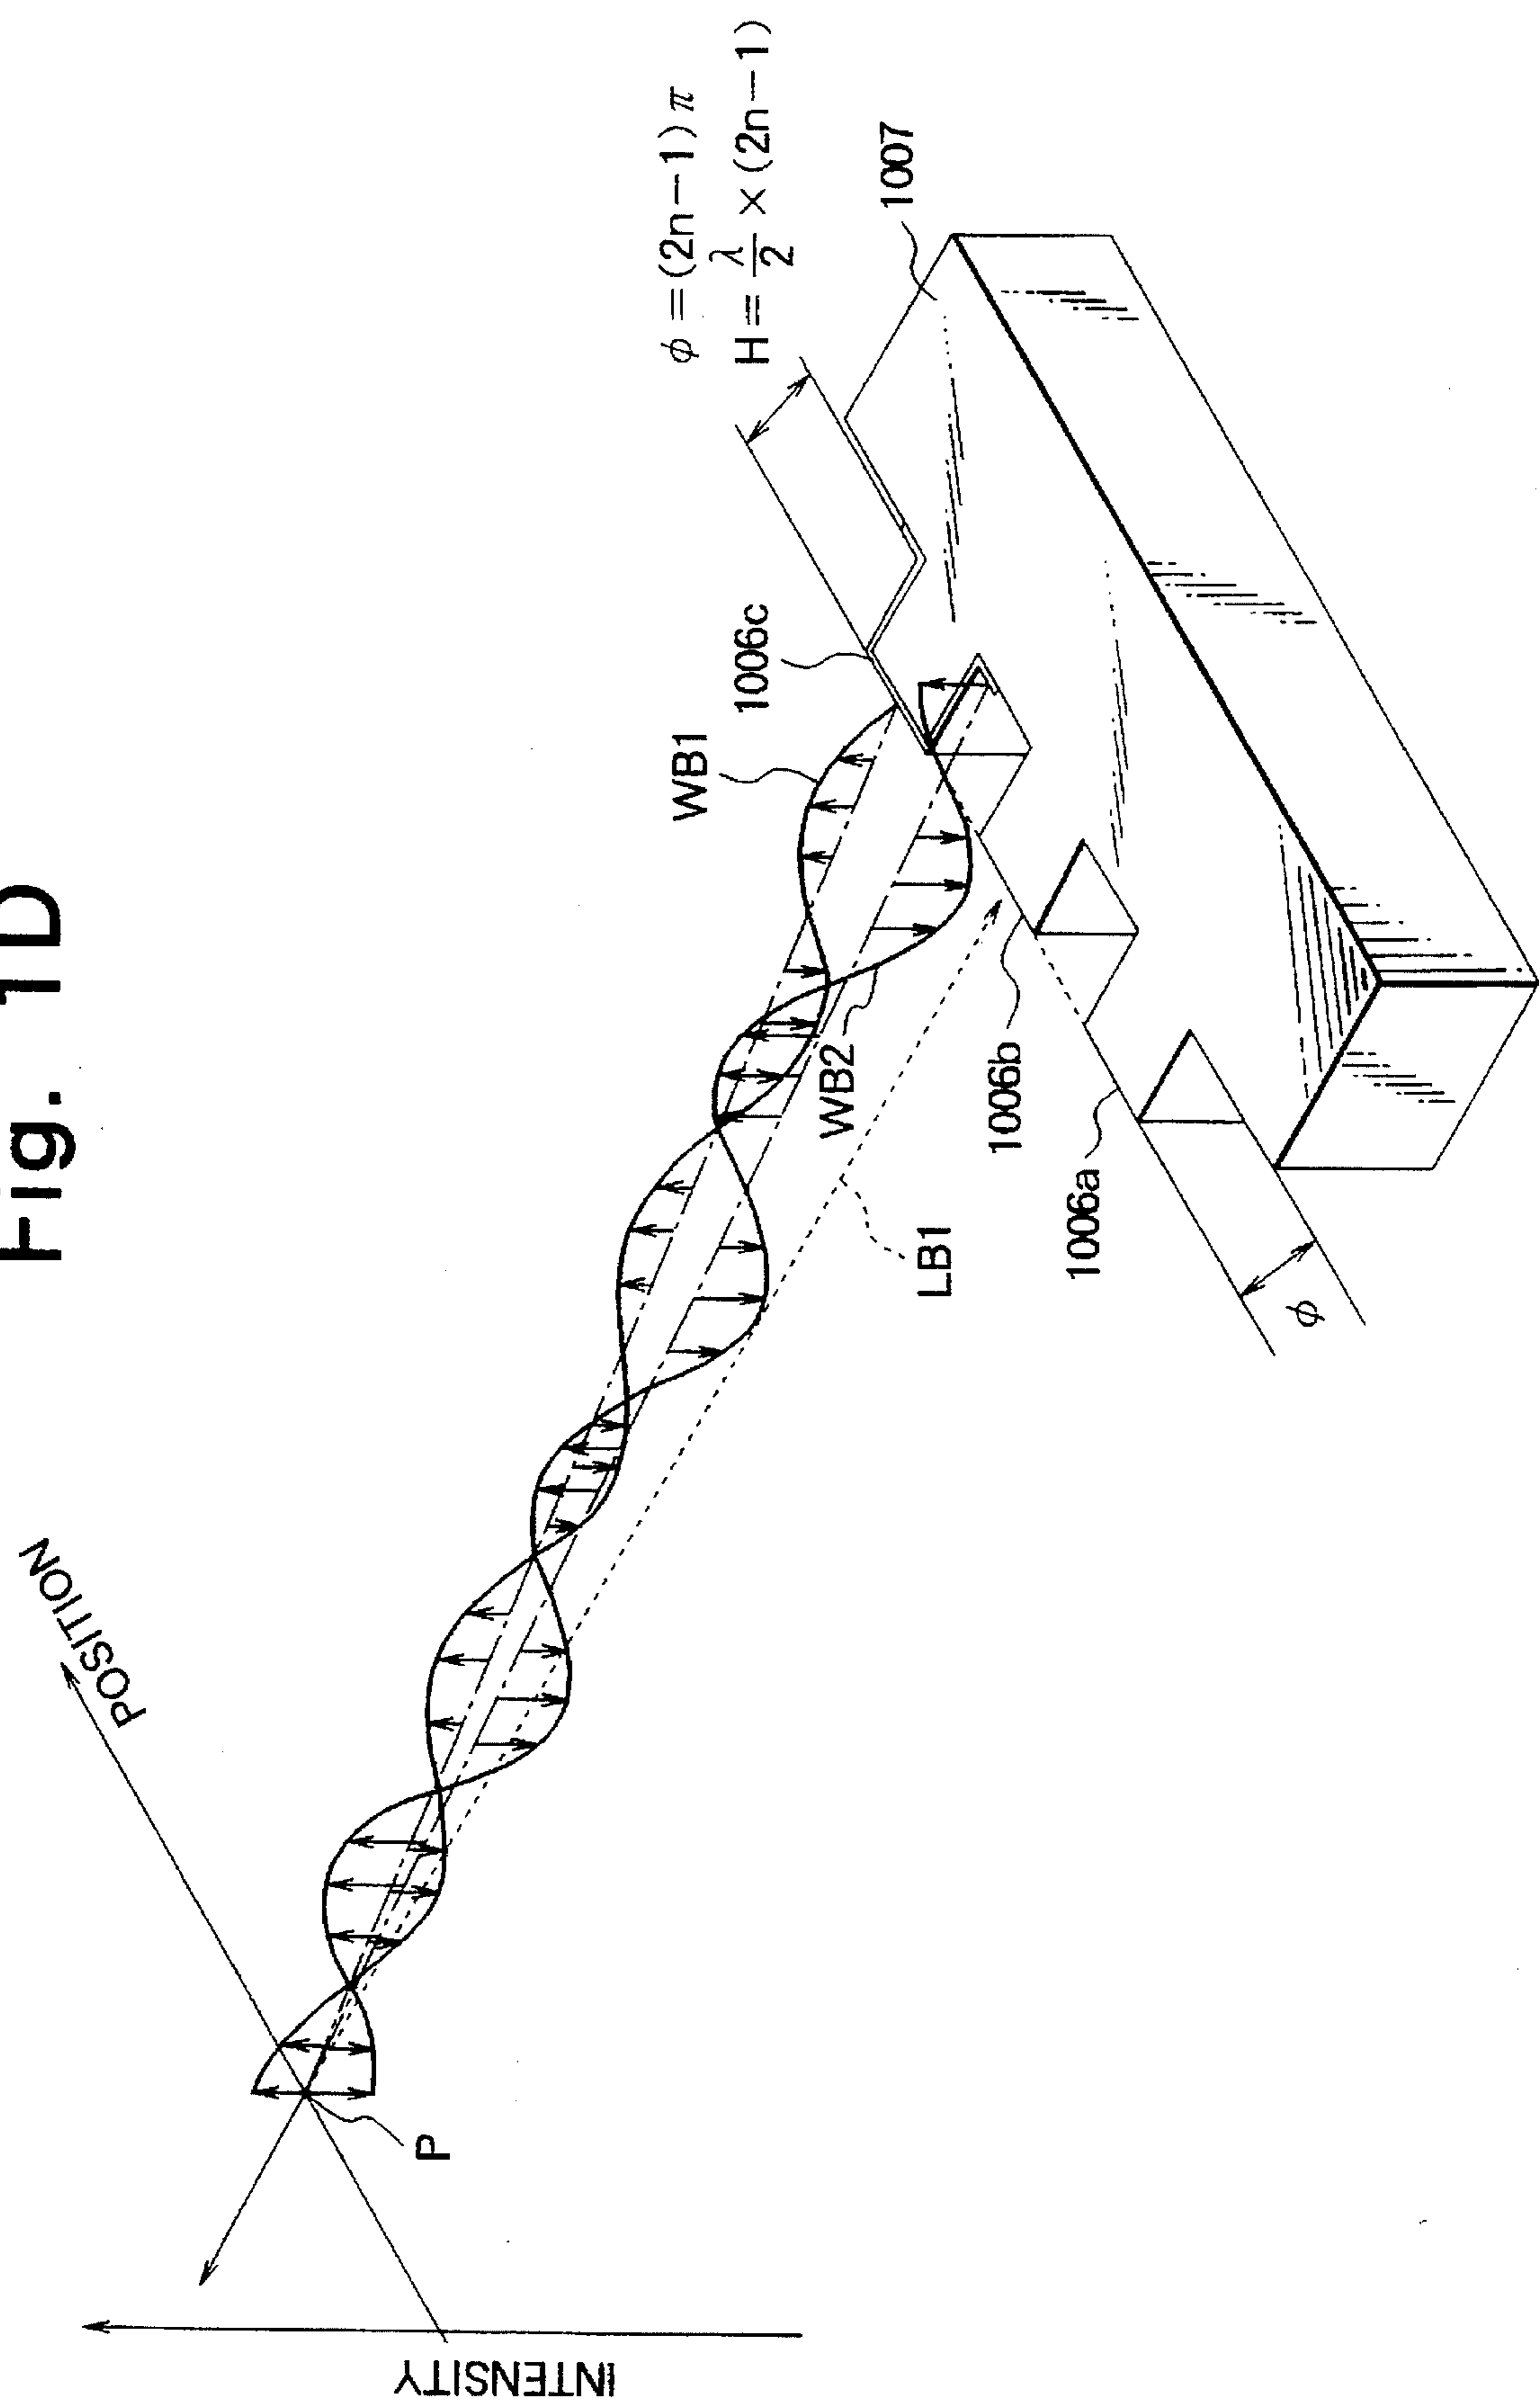 Fig. 1D
ϕ = (2n−1) π
H = λ/2 × (2n−1)
1007
1006c
WB1
WB2
1006b
1006a
LB1
ϕ
POSITION
P
INTENSITY